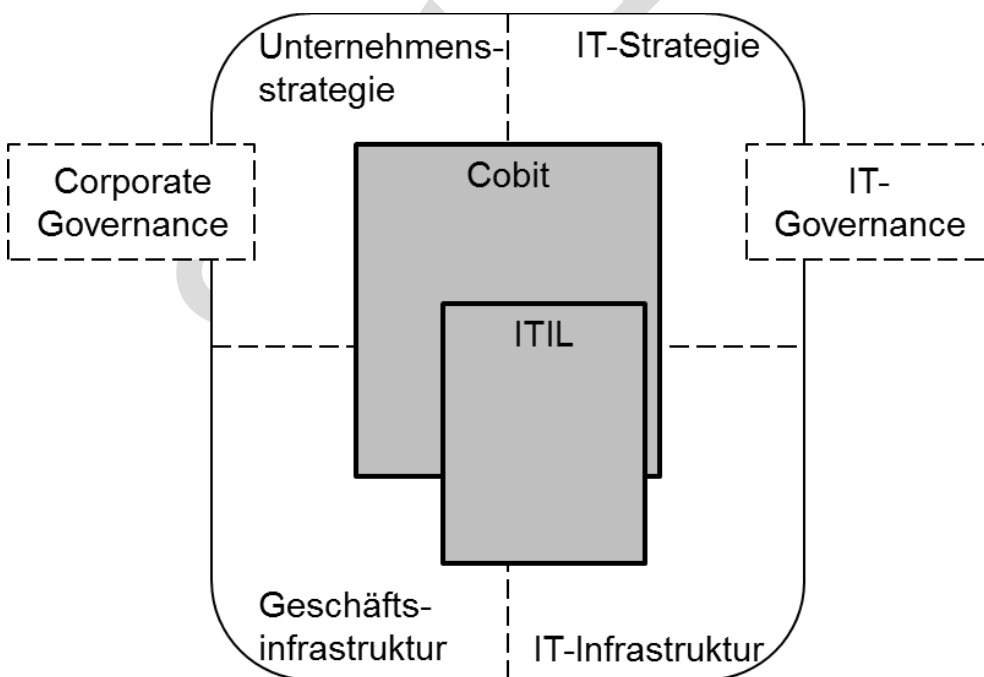 Unternehmens-
strategie
IT-Strategie
Corporate
Governance
Cobit
IT-
Governance
ITIL
Geschäfts-
infrastruktur
IT-Infrastruktur